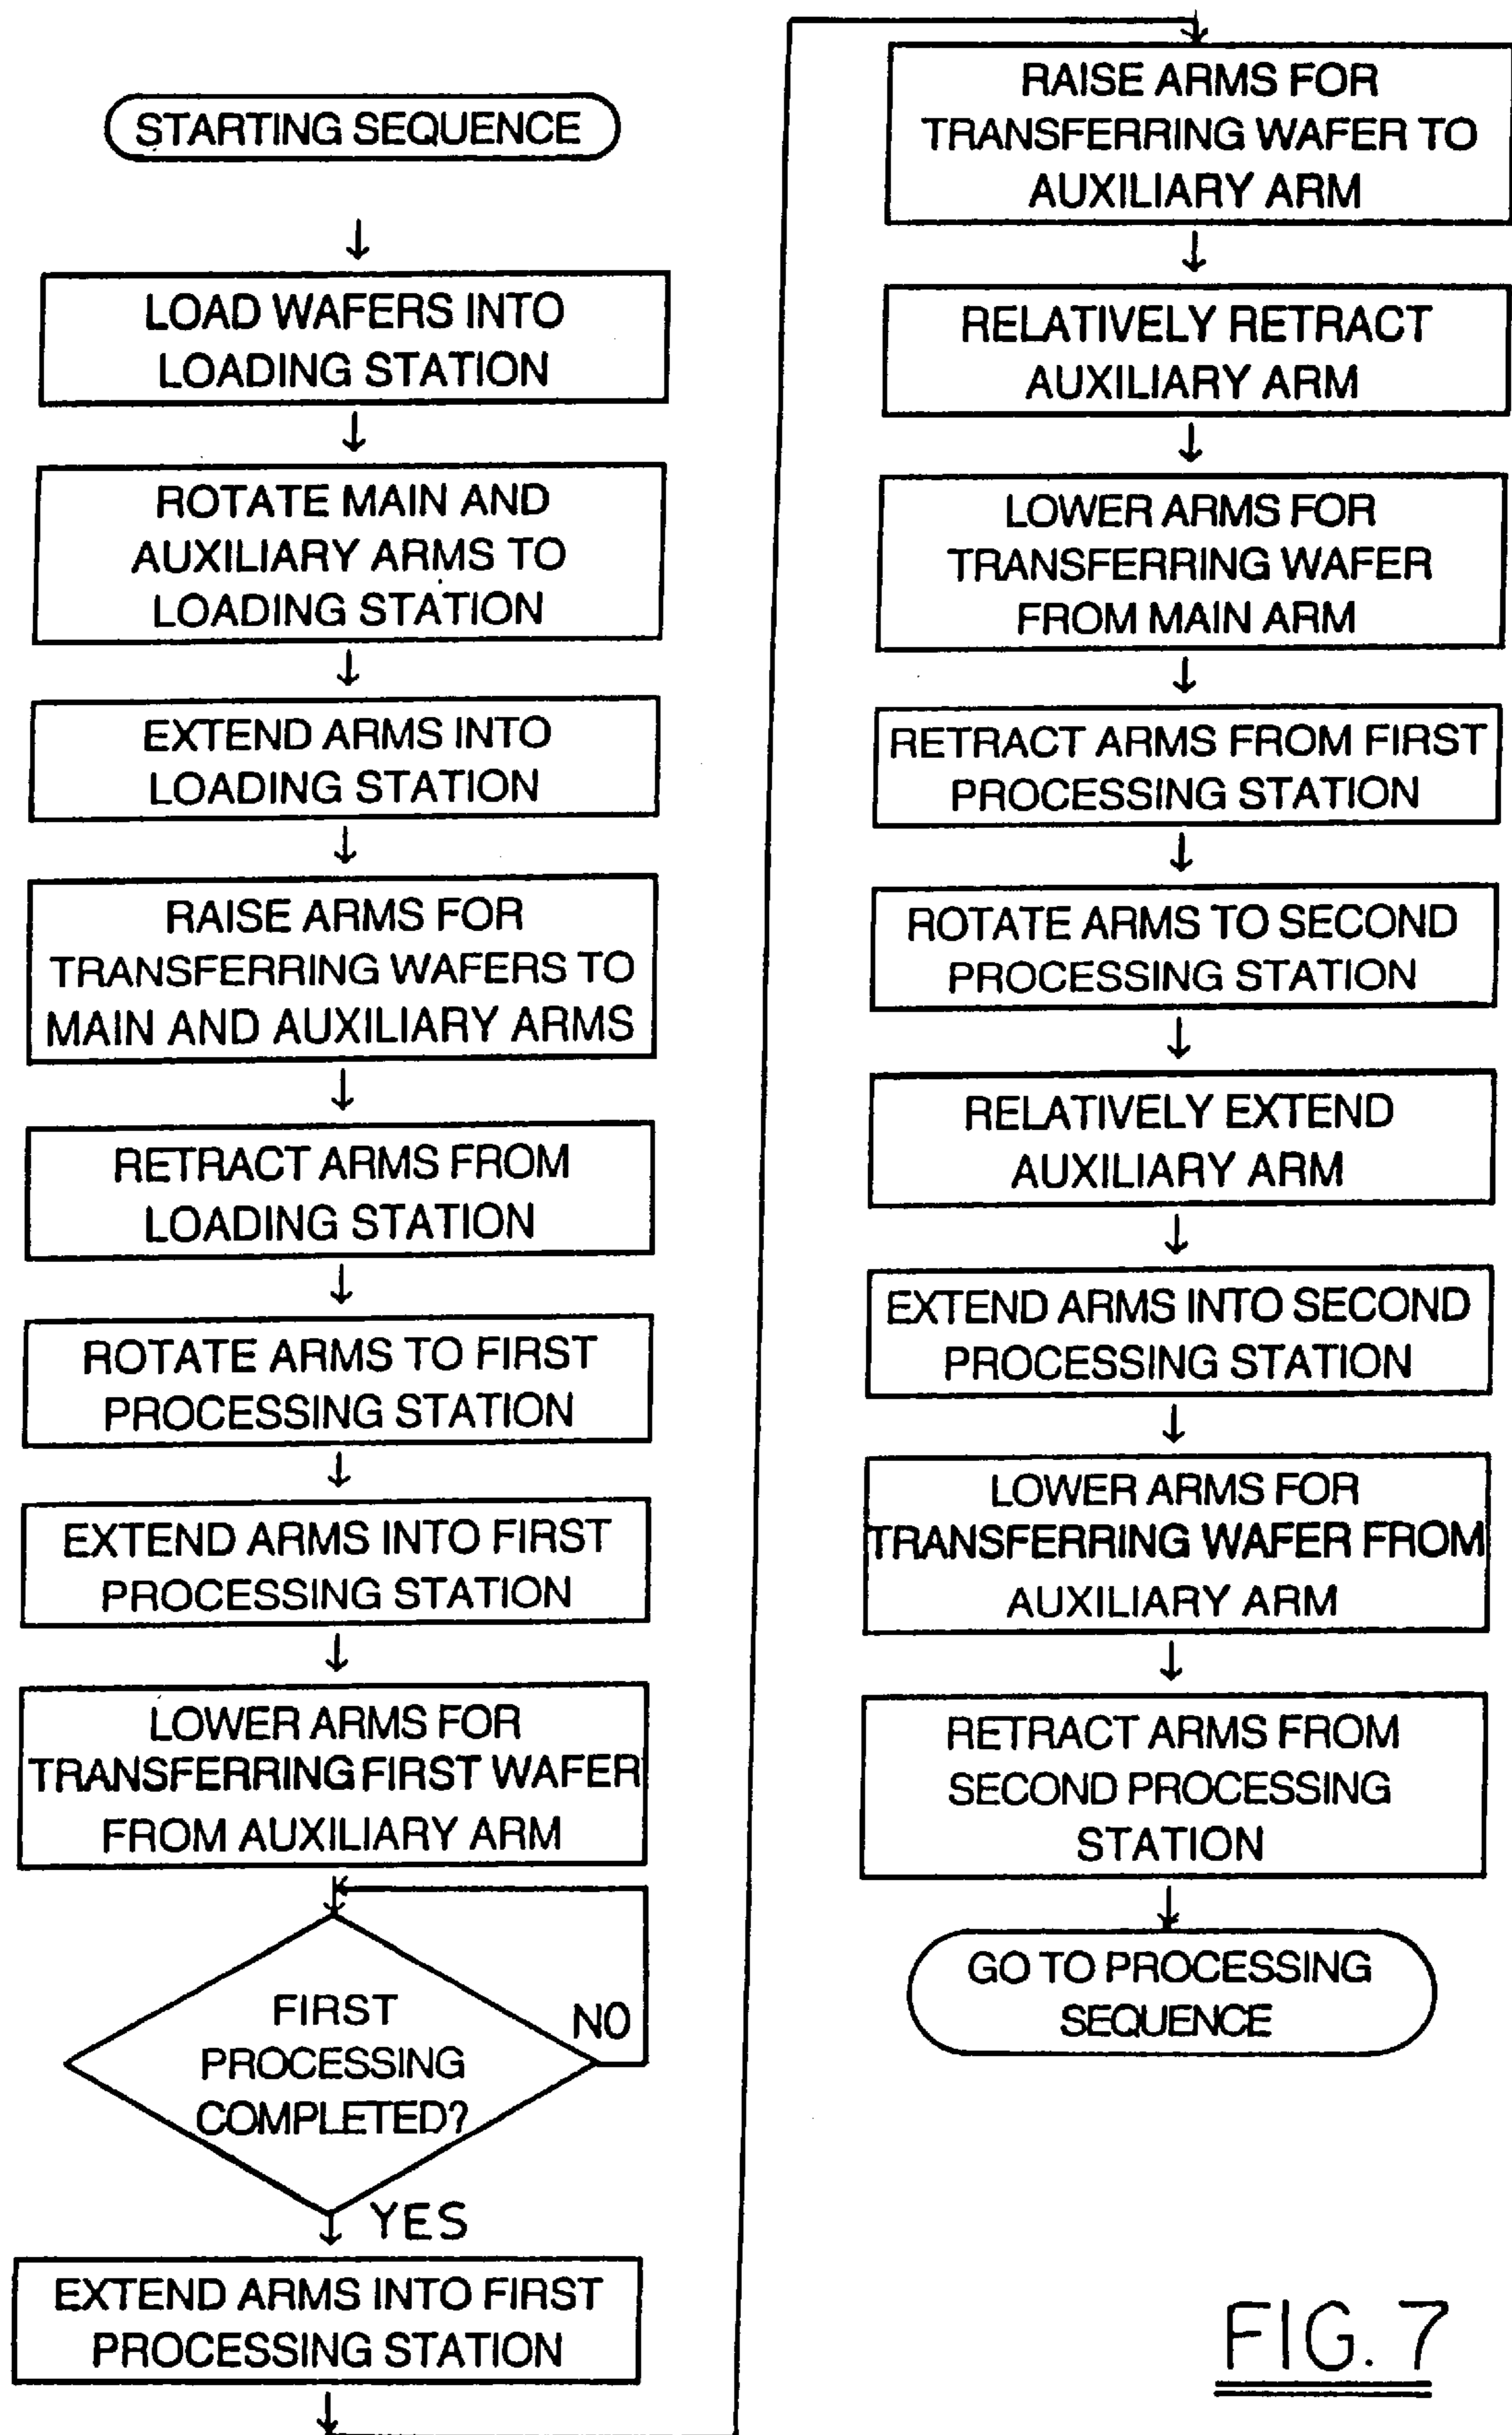 STARTING SEQUENCE
LOAD WAFERS INTO
LOADING STATION
ROTATE MAIN AND
AUXILIARY ARMS TO
LOADING STATION
EXTEND ARMS INTO
LOADING STATION
RAISE ARMS FOR
TRANSFERRING WAFERS TO
MAIN AND AUXILIARY ARMS
RETRACT ARMS FROM
LOADING STATION
ROTATE ARMS TO FIRST
PROCESSING STATION
EXTEND ARMS INTO FIRST
PROCESSING STATION
LOWER ARMS FOR
TRANSFERRING FIRST WAFER
FROM AUXILIARY ARM
FIRST
PROCESSING
COMPLETED?
NO
YES
EXTEND ARMS INTO FIRST
PROCESSING STATION
RAISE ARMS FOR
TRANSFERRING WAFER TO
AUXILIARY ARM
RELATIVELY RETRACT
AUXILIARY ARM
LOWER ARMS FOR
TRANSFERRING WAFER
FROM MAIN ARM
RETRACT ARMS FROM FIRST
PROCESSING STATION
ROTATE ARMS TO SECOND
PROCESSING STATION
RELATIVELY EXTEND
AUXILIARY ARM
EXTEND ARMS INTO SECOND
PROCESSING STATION
LOWER ARMS FOR
TRANSFERRING WAFER FROM
AUXILIARY ARM
RETRACT ARMS FROM
SECOND PROCESSING
STATION
GO TO PROCESSING
SEQUENCE
FIG. 7